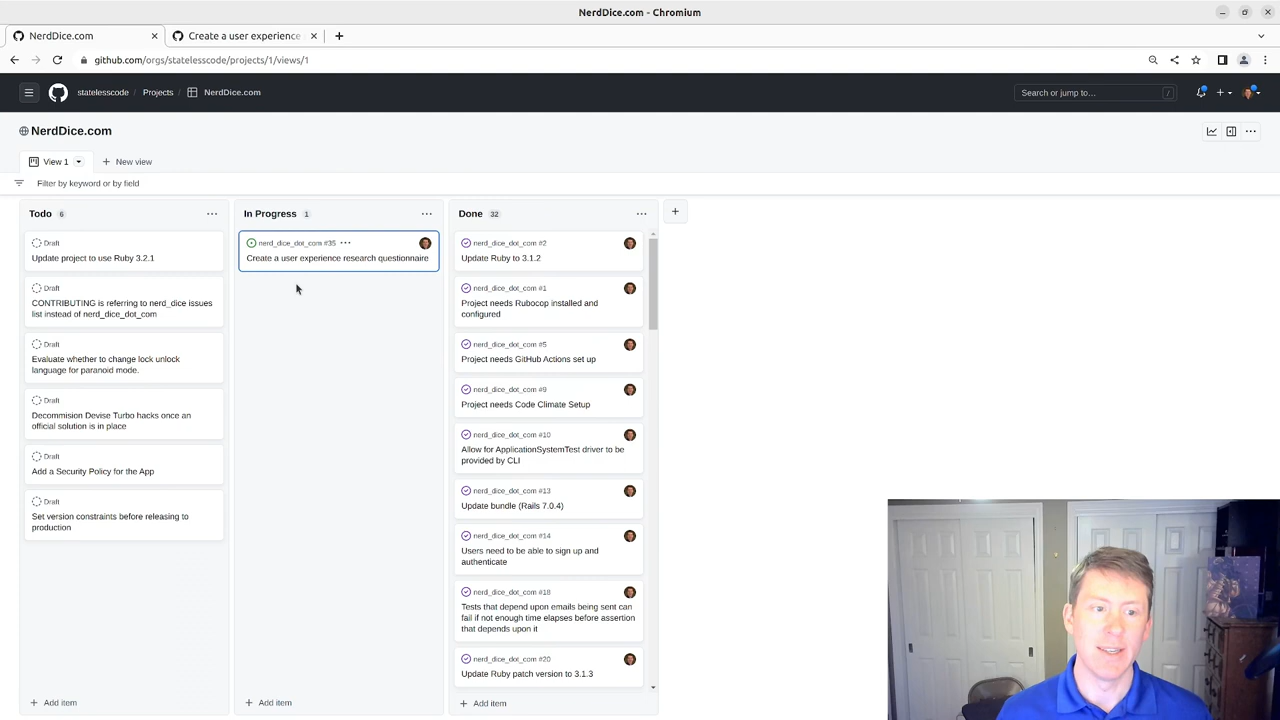 NerdDice.com - Chromium
NerdDice.com
Create a user experience
github.com/orgs/statelesscode/projects/1/views/1
statelesscode
Projects
NerdDice.com
Search or jump to…
/
NerdDice.com
View 1
New view
Filter by keyword or by field
Todo 6
Draft
Update project to use Ruby 3.2.1
Draft
CONTRIBUTING is referring to nerd_dice issues
list instead of nerd_dice_dot_com
Draft
Evaluate whether to change lock unlock
language for paranoid mode.
Draft
Decommision Devise Turbo hacks once an
official solution is in place
Draft
Add a Security Policy for the App
Draft
Set version constraints before releasing to
production
Add item
In Progress 1
nerd_dice_dot_com #35
Create a user experience research questionnaire
Add item
Done 32
nerd_dice_dot_com #2
Update Ruby to 3.1.2
nerd_dice_dot_com #1
Project needs Rubocop installed and
configured
nerd_dice_dot_com #5
Project needs GitHub Actions set up
nerd_dice_dot_com #9
Project needs Code Climate Setup
nerd_dice_dot_com #10
Allow for ApplicationSystemTest driver to be
provided by CLI
nerd_dice_dot_com #13
Update bundle (Rails 7.0.4)
nerd_dice_dot_com #14
Users need to be able to sign up and
authenticate
nerd_dice_dot_com #18
Tests that depend upon emails being sent can
fail if not enough time elapses before assertion
that depends upon it
nerd_dice_dot_com #20
Update Ruby patch version to 3.1.3
Add item